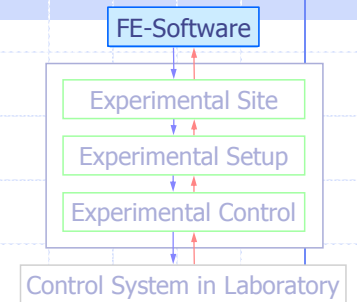 FE-Software
Experimental Site
Experimental Setup
Experimental Control
Control System in Laboratory